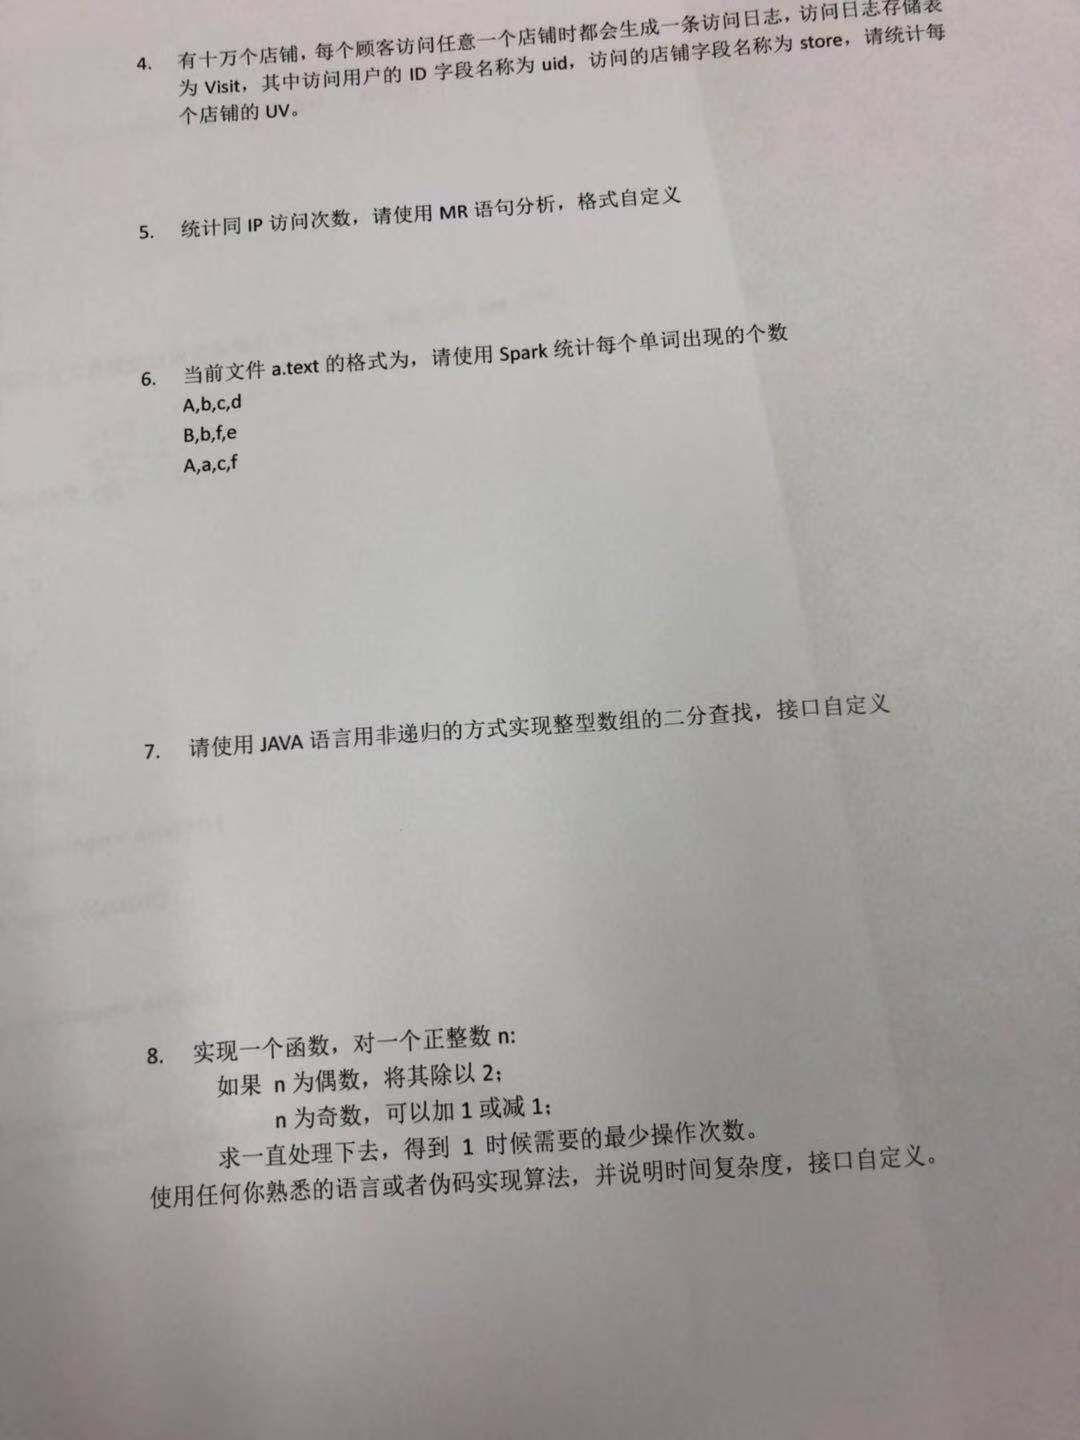 4. 有十万个店铺，每个顾客访问任意一个店铺时都会生成一条访问日志，访问日志存储表
为 Visit，其中访问用户的 ID 字段名称为 uid，访问的店铺字段名称为 store，请统计每
个店铺的 UV。
5. 统计同 IP 访问次数，请使用 MR 语句分析，格式自定义
6. 当前文件 a.text 的格式为，请使用 Spark 统计每个单词出现的个数
A,b,c,d
B,b,f,e
A,a,c,f
7. 请使用 JAVA 语言用非递归的方式实现整型数组的二分查找，接口自定义
8. 实现一个函数，对一个正整数 n:
如果 n 为偶数，将其除以 2；
n 为奇数，可以加 1 或减 1；
求一直处理下去，得到 1 时候需要的最少操作次数。
使用任何你熟悉的语言或者伪码实现算法，并说明时间复杂度，接口自定义。